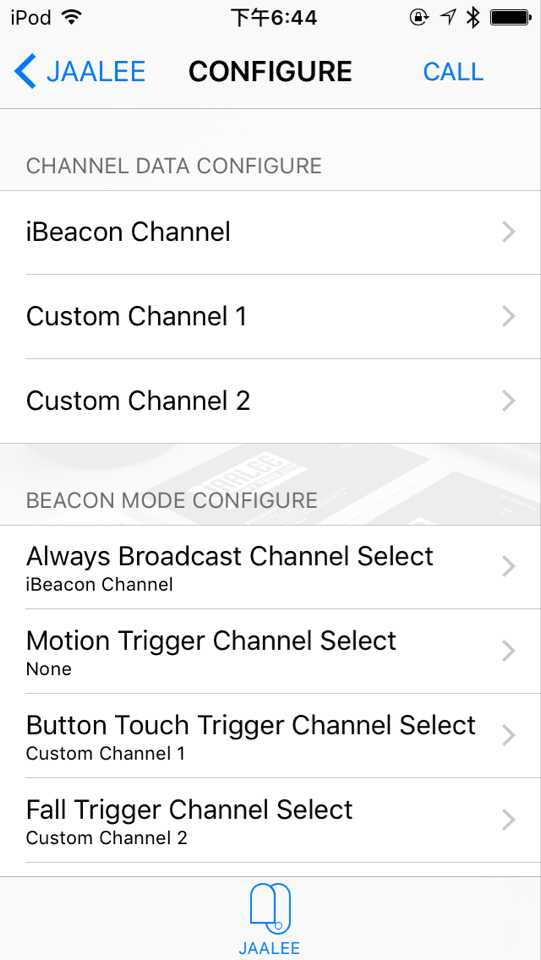 iPod 下午6:44
JAALEE CONFIGURE CALL
CHANNEL DATA CONFIGURE
iBeacon Channel
Custom Channel 1
Custom Channel 2
JAALEE
BEACON MODE CONFIGURE
Always Broadcast Channel Select
iBeacon Channel
Motion Trigger Channel Select
None
Button Touch Trigger Channel Select
Custom Channel 1
Fall Trigger Channel Select
Custom Channel 2
JAALEE